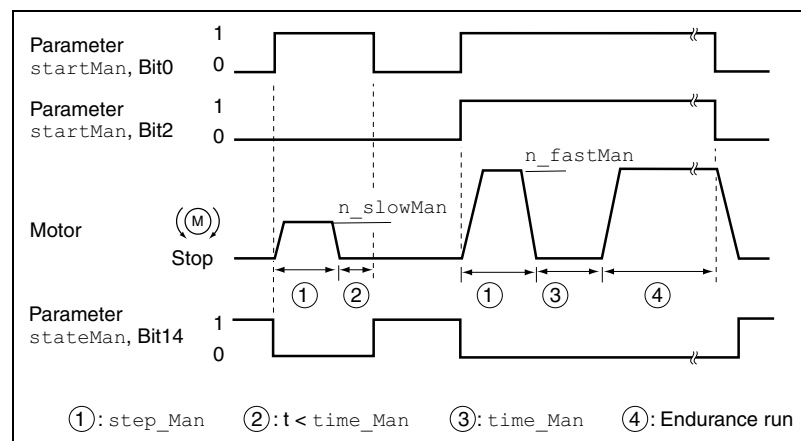 Parameter
startMan, Bit0
1
0
Parameter
startMan, Bit2
1
0
n_fastMan
n_slowMan
Motor
M
Stop
1
2
1
3
4
Parameter
stateMan, Bit14
1
0
1: step_Man 2: t < time_Man 3: time_Man 4: Endurance run